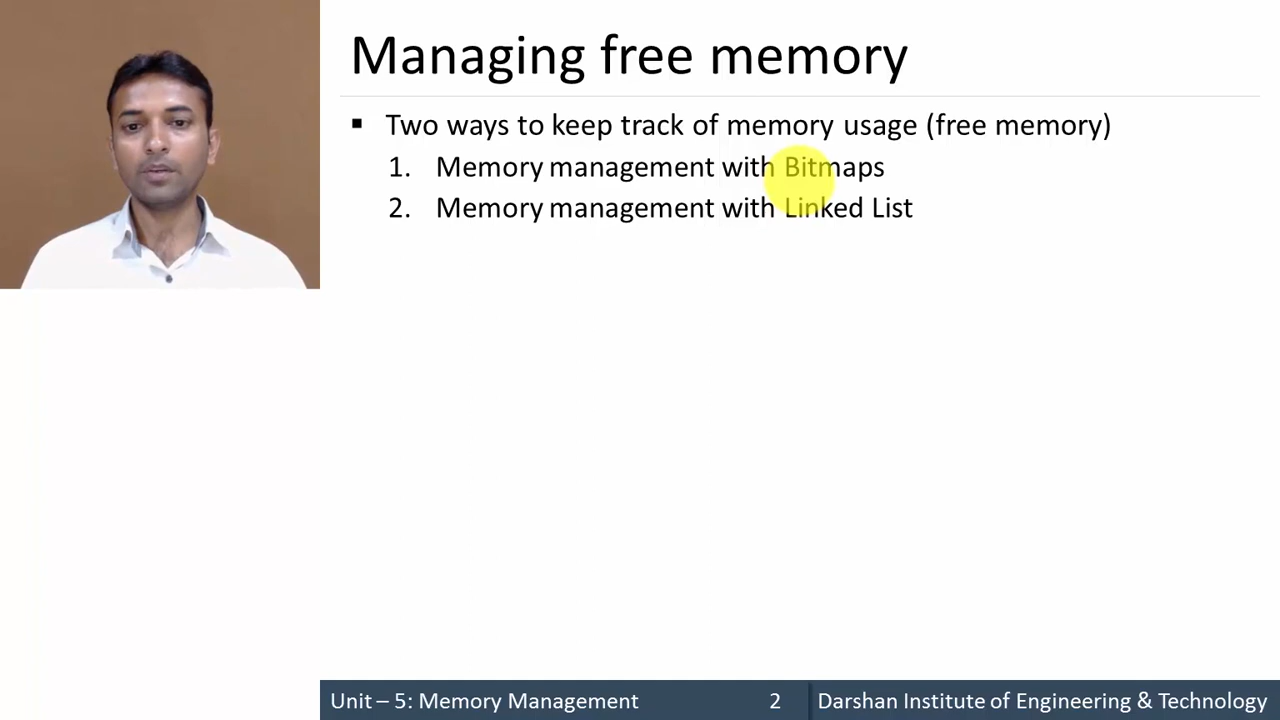 Managing free memory
▪ Two ways to keep track of memory usage (free memory)
1. Memory management with Bitmaps
2. Memory management with Linked List
Unit – 5: Memory Management 2 Darshan Institute of Engineering & Technology